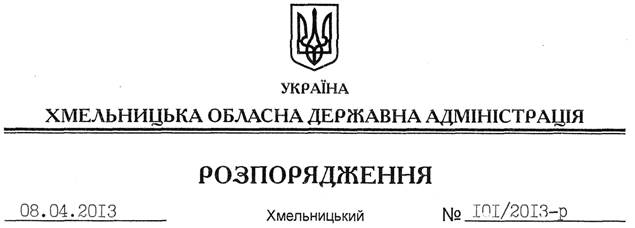 УКРАЇНА
ХМЕЛЬНИЦЬКА ОБЛАСНА ДЕРЖАВНА АДМІНІСТРАЦІЯ
РОЗПОРЯДЖЕННЯ
08.04.2013 Хмельницький № 101/2013-р